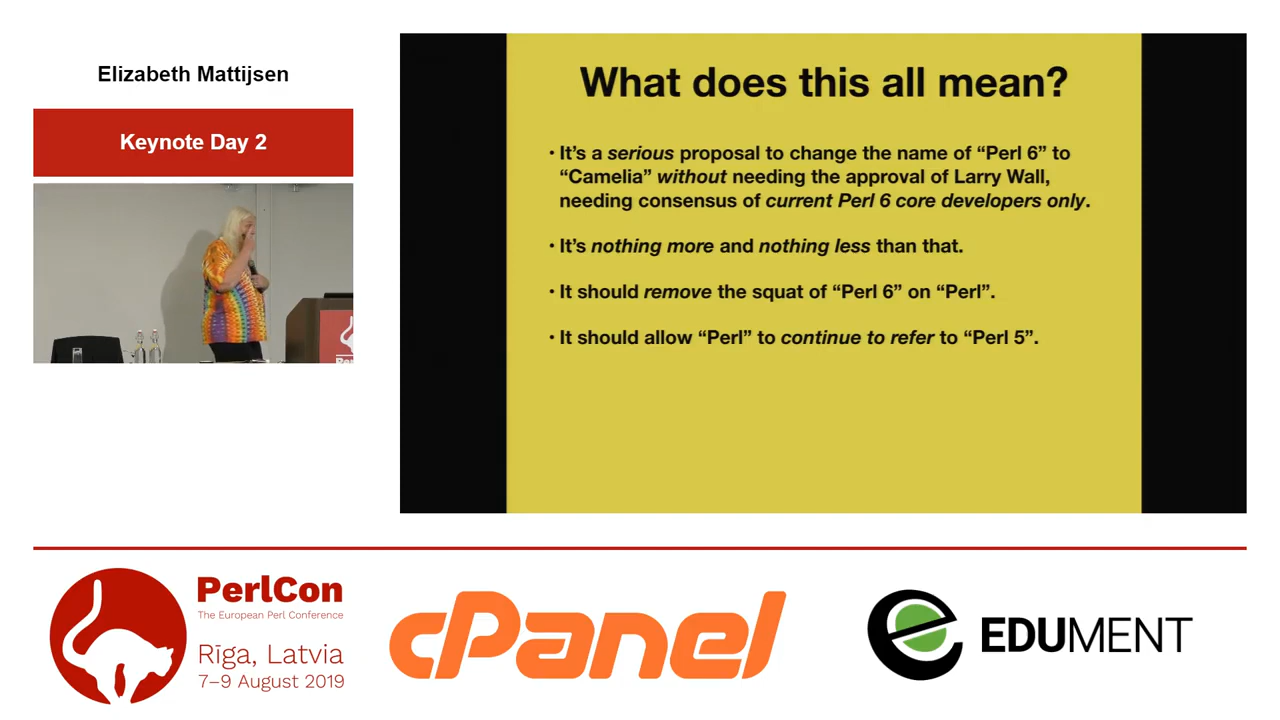 Elizabeth Mattijsen
Keynote Day 2
What does this all mean?
• It’s a serious proposal to change the name of “Perl 6” to
“Camelia” without needing the approval of Larry Wall,
needing consensus of current Perl 6 core developers only.
• It’s nothing more and nothing less than that.
• It should remove the squat of “Perl 6” on “Perl”.
• It should allow “Perl” to continue to refer to “Perl 5”.
PerlCon
The European Perl Conference
Rīga, Latvia
7–9 August 2019
cPanel
EDUMENT